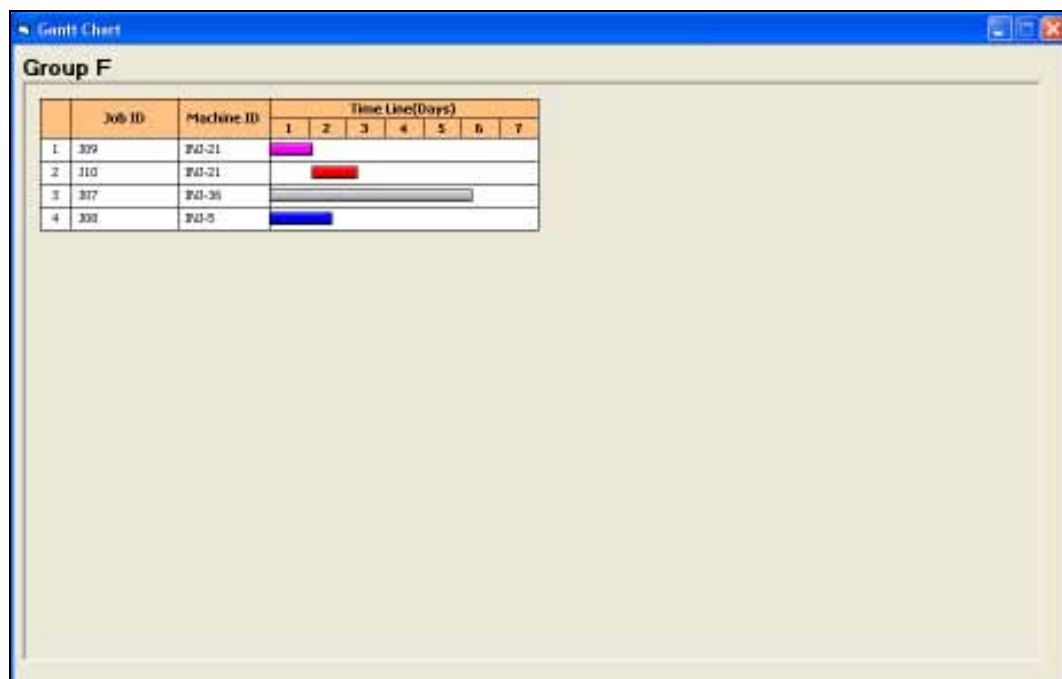 Gantt Chart
Group F
Job ID Machine ID Time Line(Days)
1 2 3 4 5 6 7
1 J09 INJ-21
2 J10 INJ-21
3 J07 INJ-36
4 J08 INJ-5